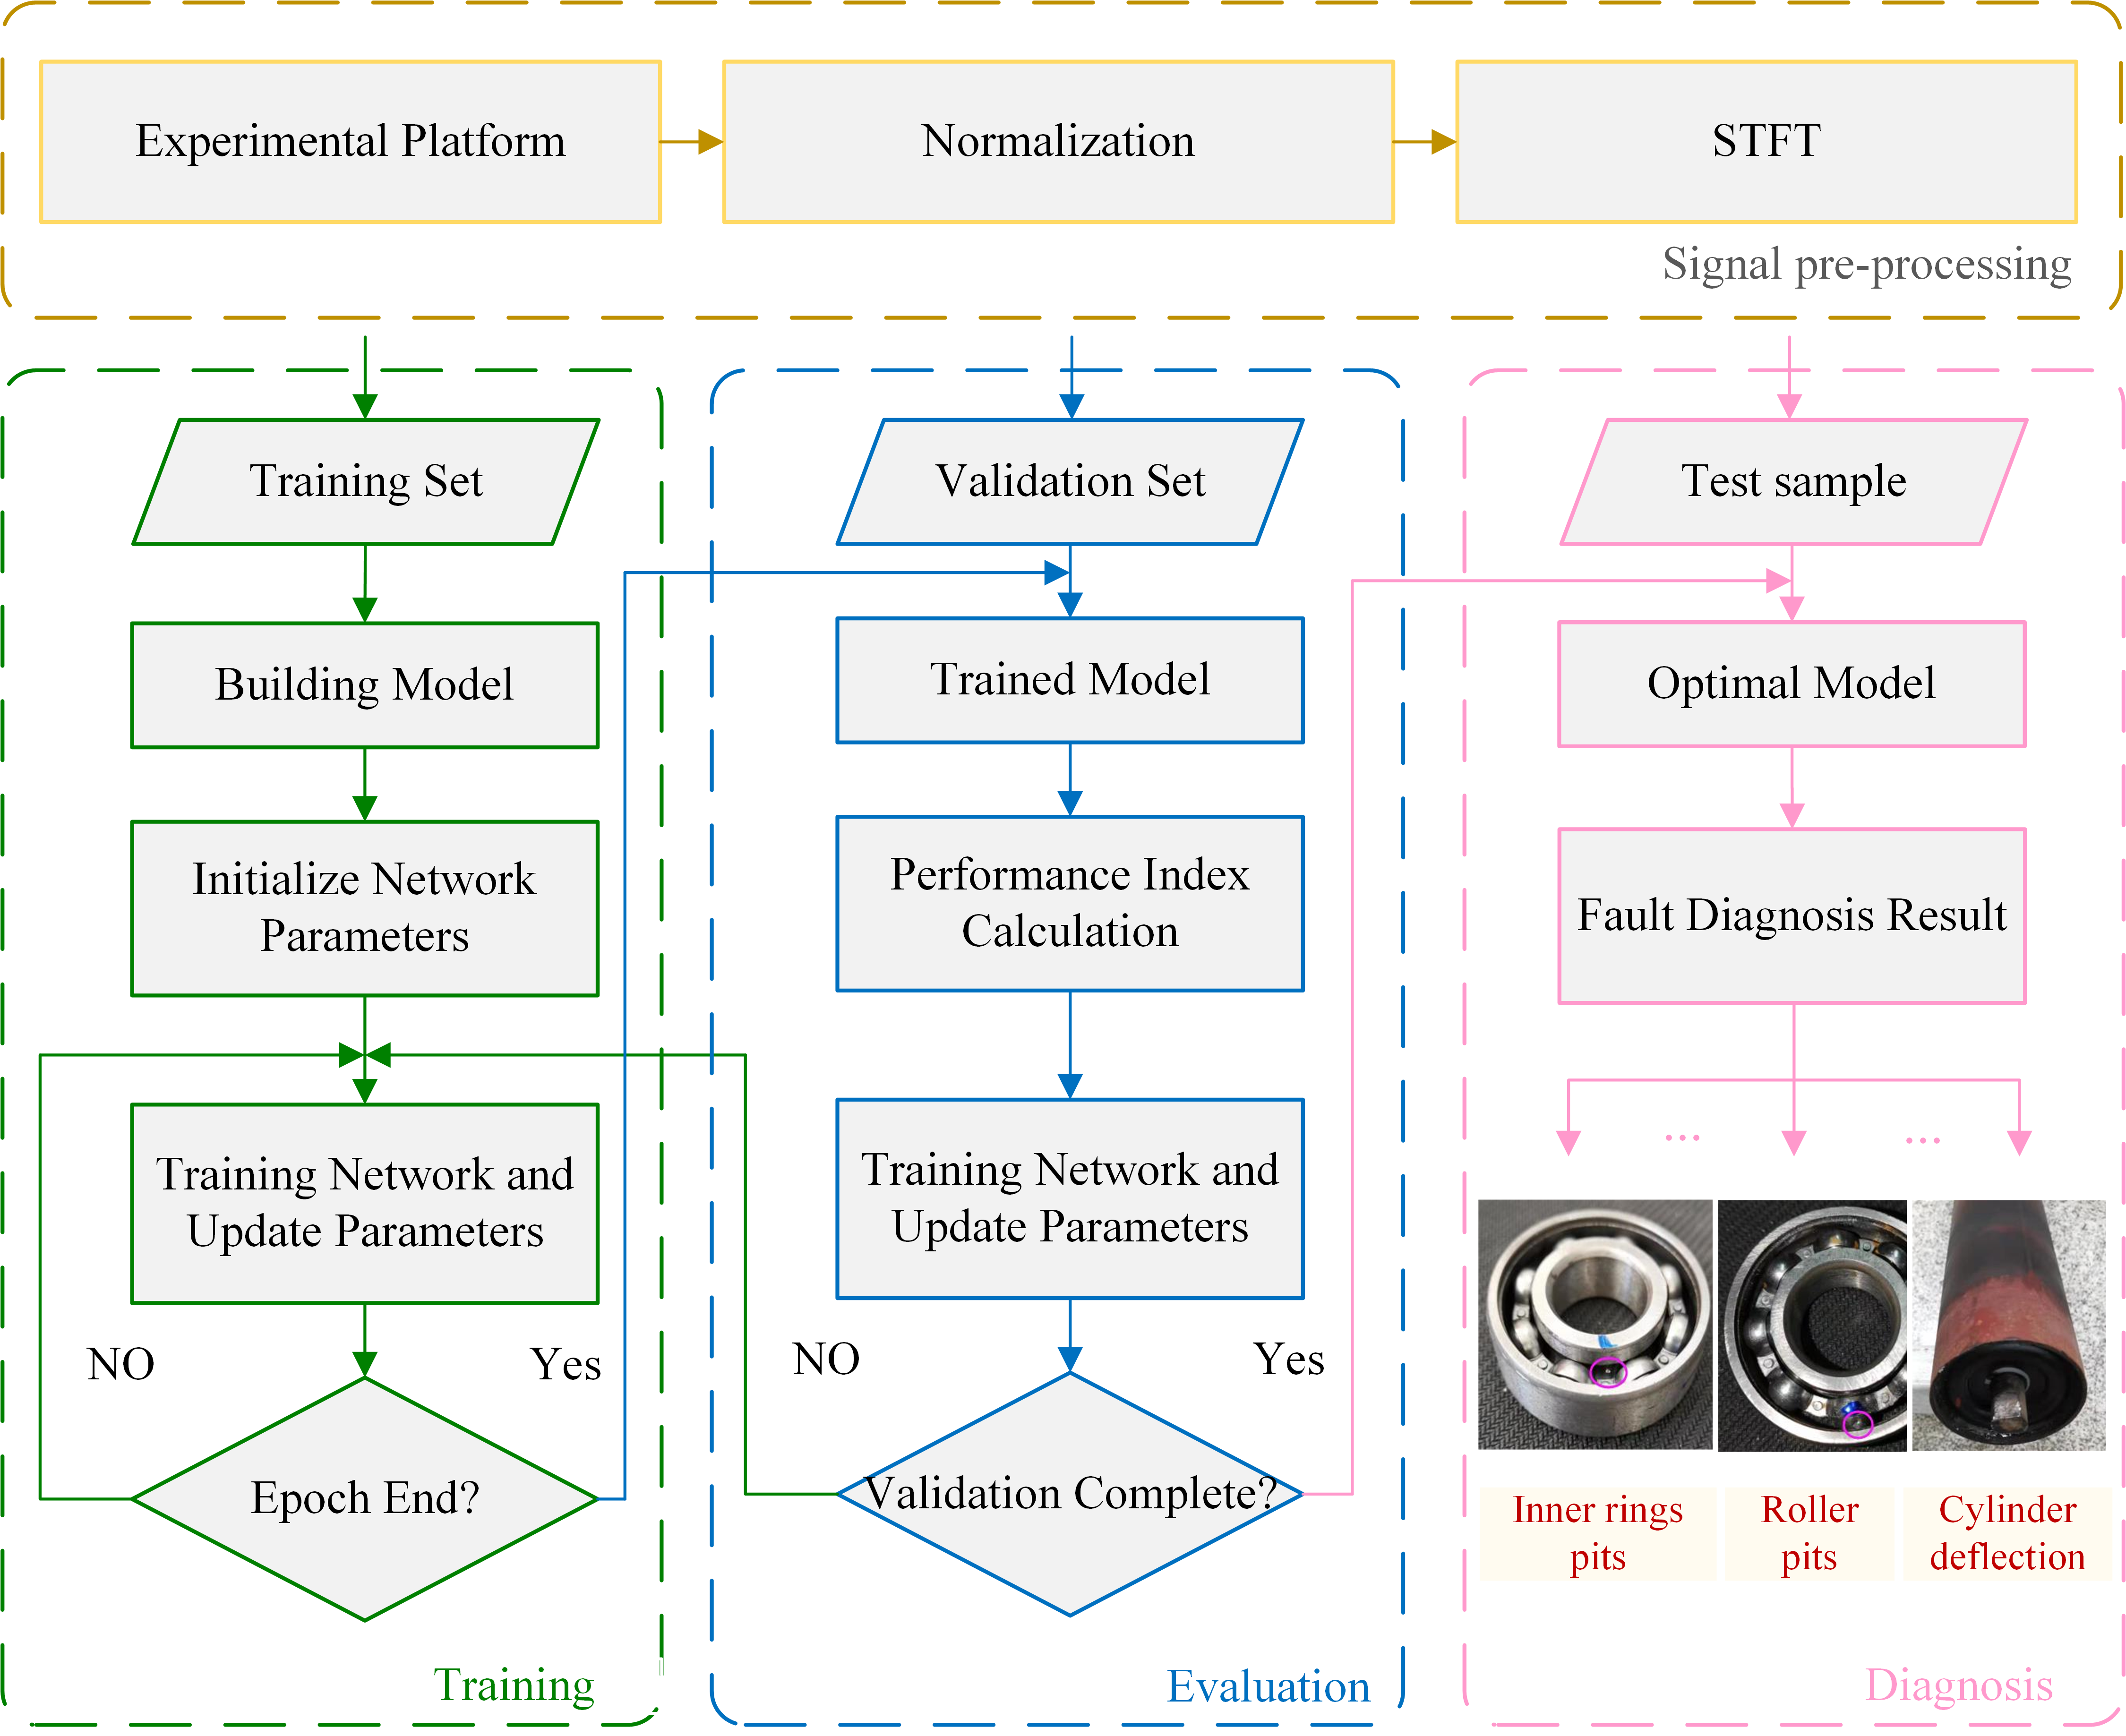 Experimental Platform
Normalization
STFT
Signal pre-processing
Training Set
Building Model
Initialize Network
Parameters
Training Network and
Update Parameters
NO
Yes
Epoch End?
Training
Validation Set
Trained Model
Performance Index
Calculation
Training Network and
Update Parameters
NO
Yes
Validation Complete?
Evaluation
Test sample
Optimal Model
Fault Diagnosis Result
...
...
Inner rings
pits
Roller
pits
Cylinder
deflection
Diagnosis